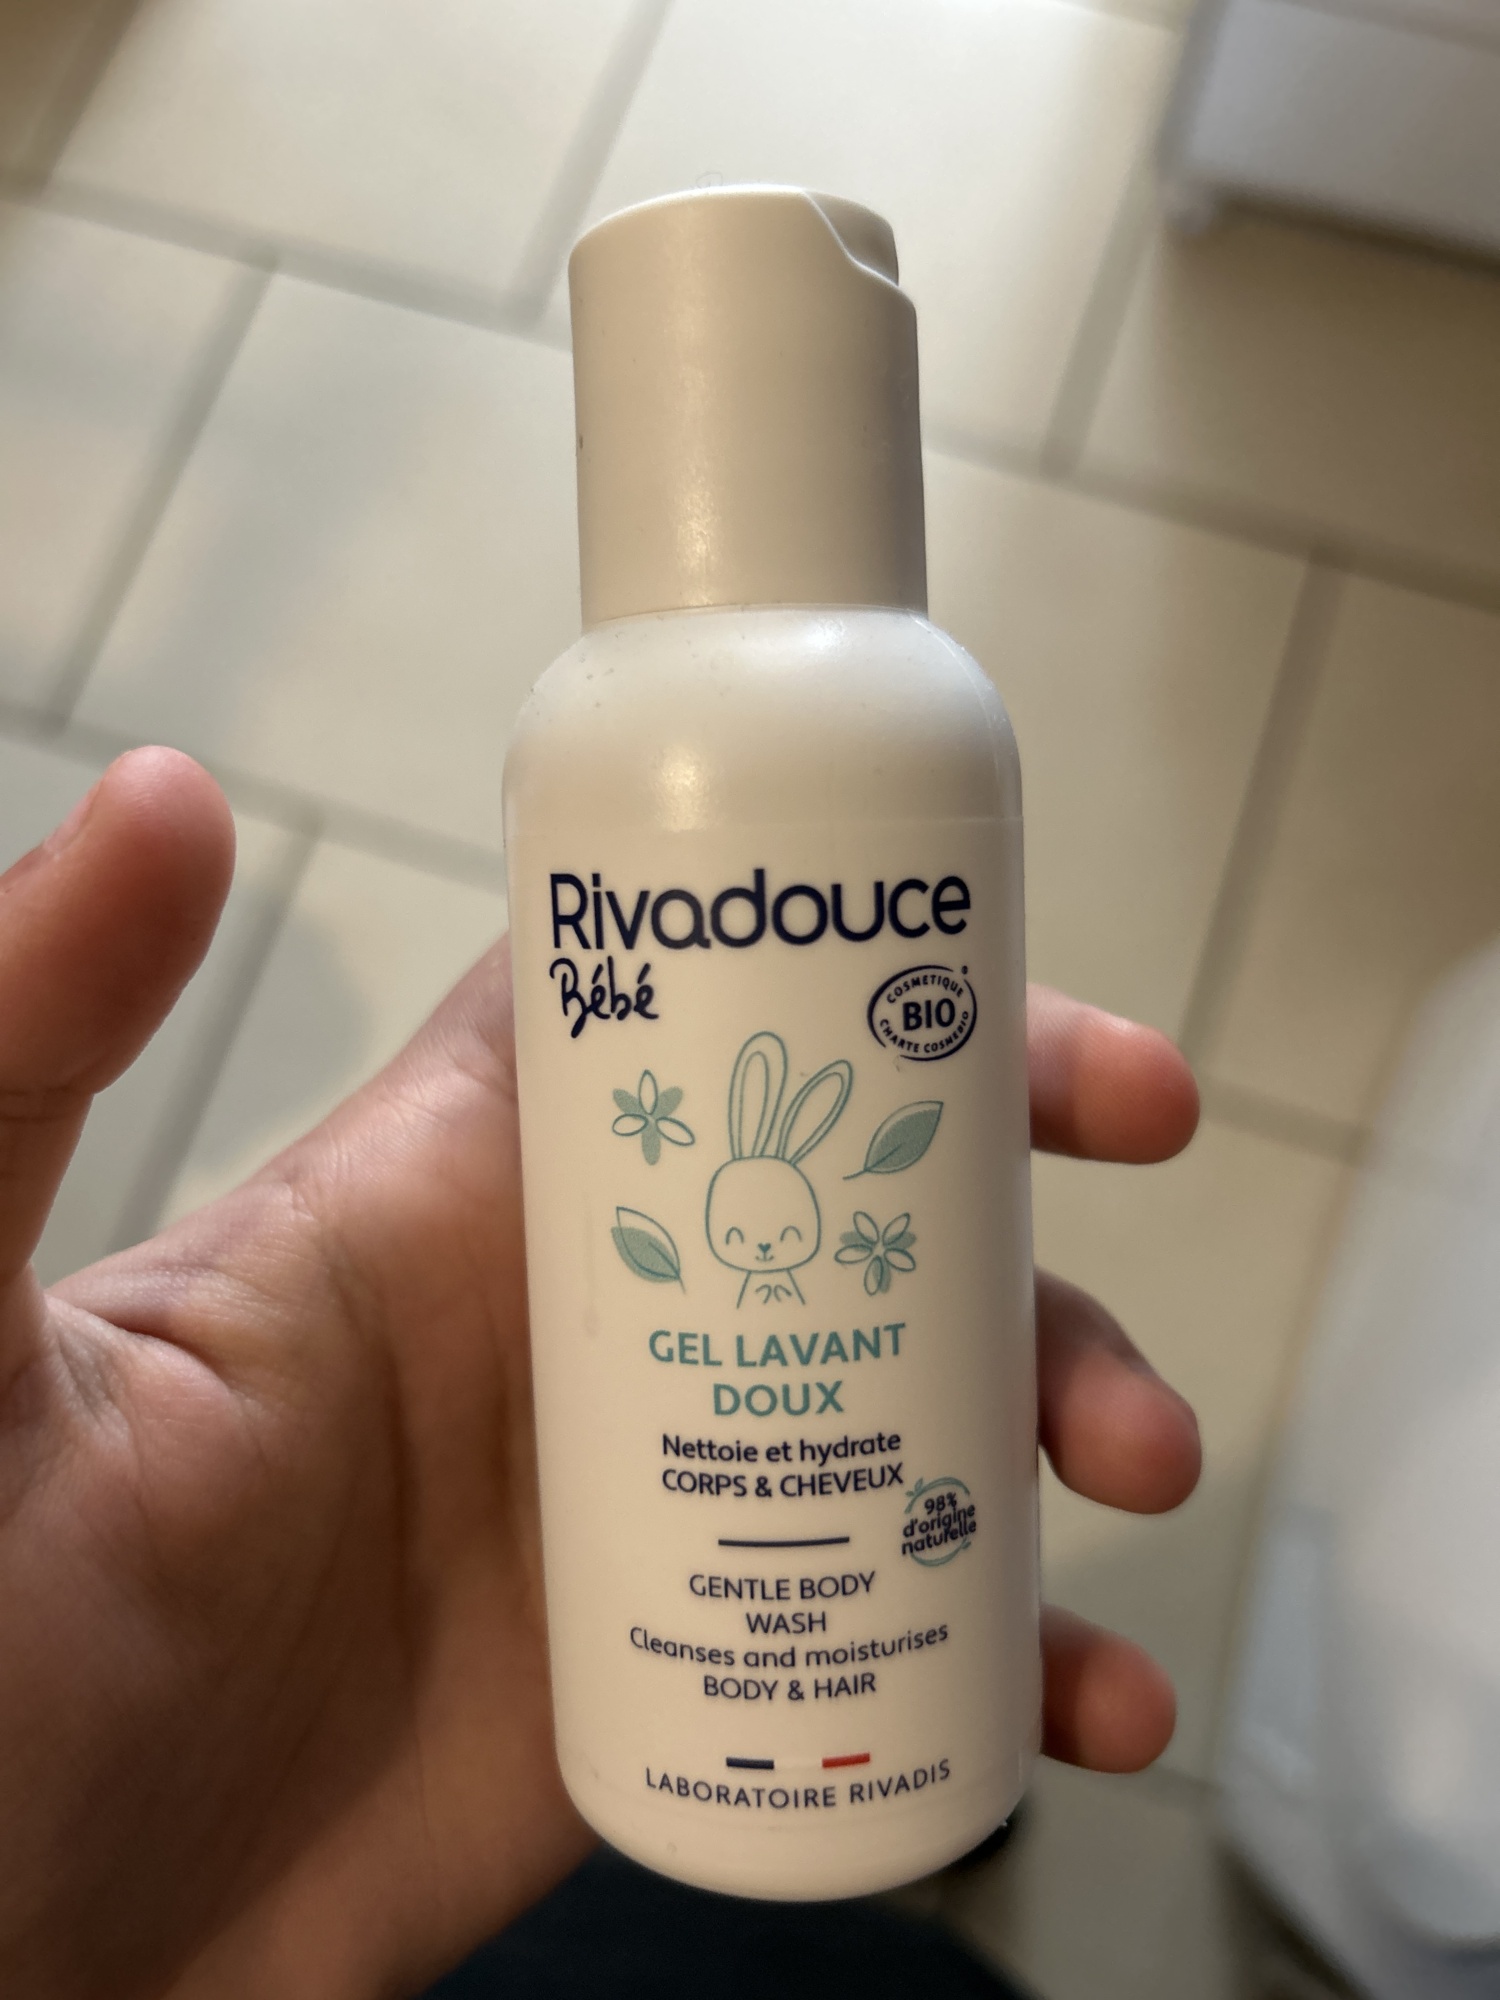 Rivadouce
Bébé
COSMETIQUE
BIO
CHARTE COSMEBIO
GEL LAVANT
DOUX
Nettoie et hydrate
CORPS & CHEVEUX
98%
d'origine
naturelle
GENTLE BODY
WASH
Cleanses and moisturises
BODY & HAIR
LABORATOIRE RIVADIS